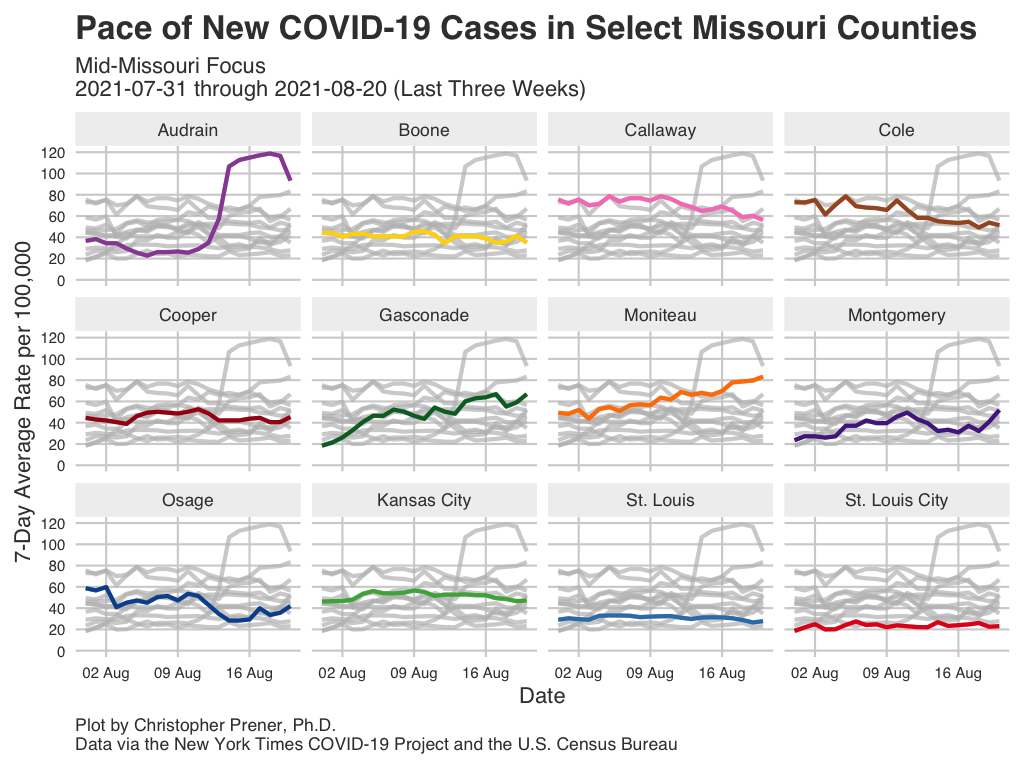 Pace of New COVID-19 Cases in Select Missouri Counties
Mid-Missouri Focus
2021-07-31 through 2021-08-20 (Last Three Weeks)
Audrain Boone Callaway Cole
120
100
80
60
40
20
0
Cooper Gasconade Moniteau Montgomery
120
100
80
60
40
20
0
Osage Kansas City St. Louis St. Louis City
120
100
80
60
40
20
0
7-Day Average Rate per 100,000
02 Aug 09 Aug 16 Aug 02 Aug 09 Aug 16 Aug 02 Aug 09 Aug 16 Aug 02 Aug 09 Aug 16 Aug
Date
Plot by Christopher Prener, Ph.D.
Data via the New York Times COVID-19 Project and the U.S. Census Bureau